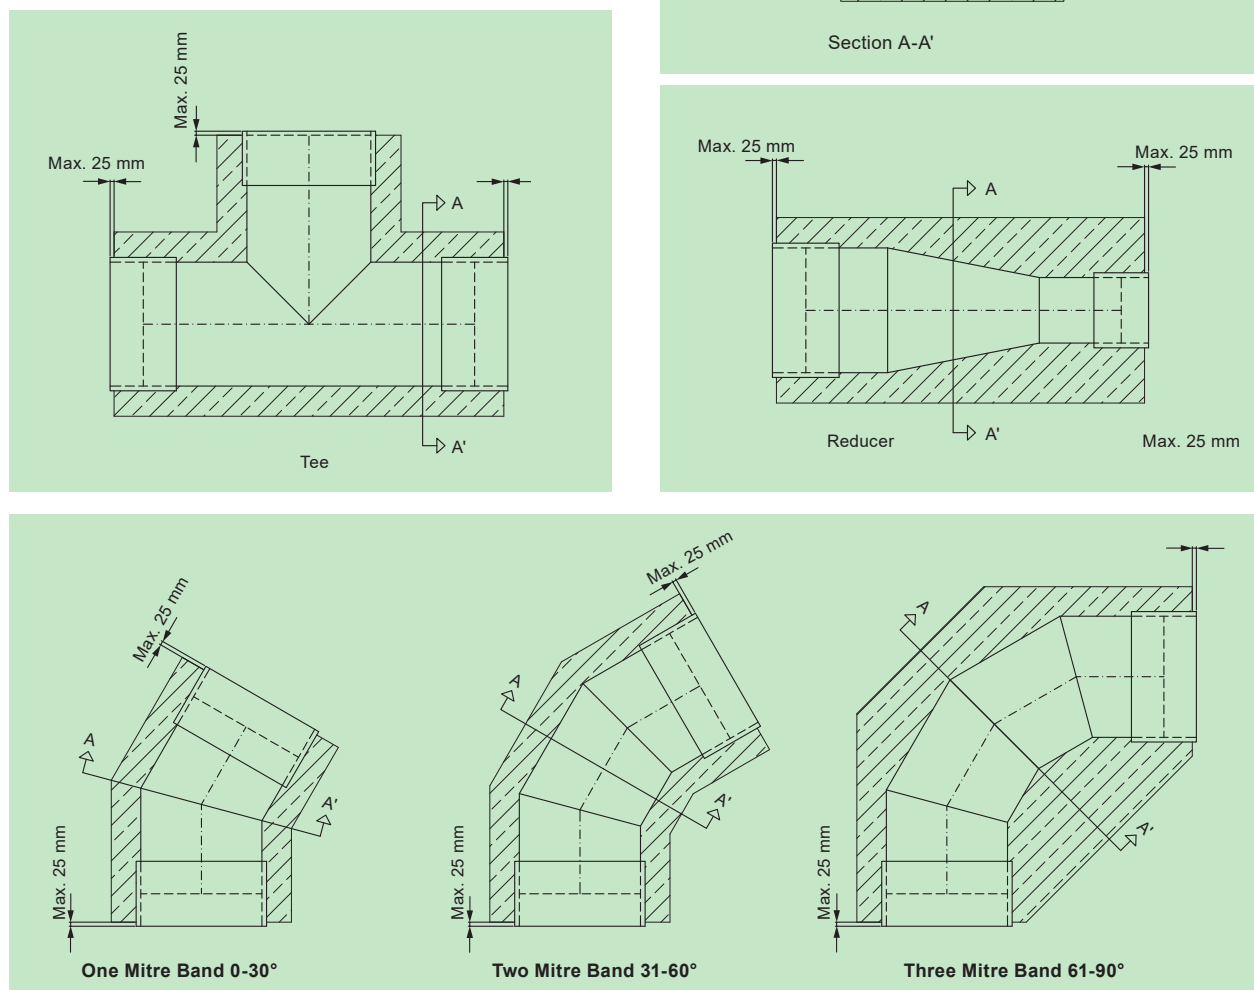 Section A-A'
Max. 25 mm
Max. 25 mm
A
A'
Tee
Max. 25 mm
Max. 25 mm
A
A'
Reducer
Max. 25 mm
Max. 25 mm
A
A'
Max. 25 mm
One Mitre Band 0-30°
Max. 25 mm
A
A'
Max. 25 mm
Two Mitre Band 31-60°
A
A'
Max. 25 mm
Three Mitre Band 61-90°